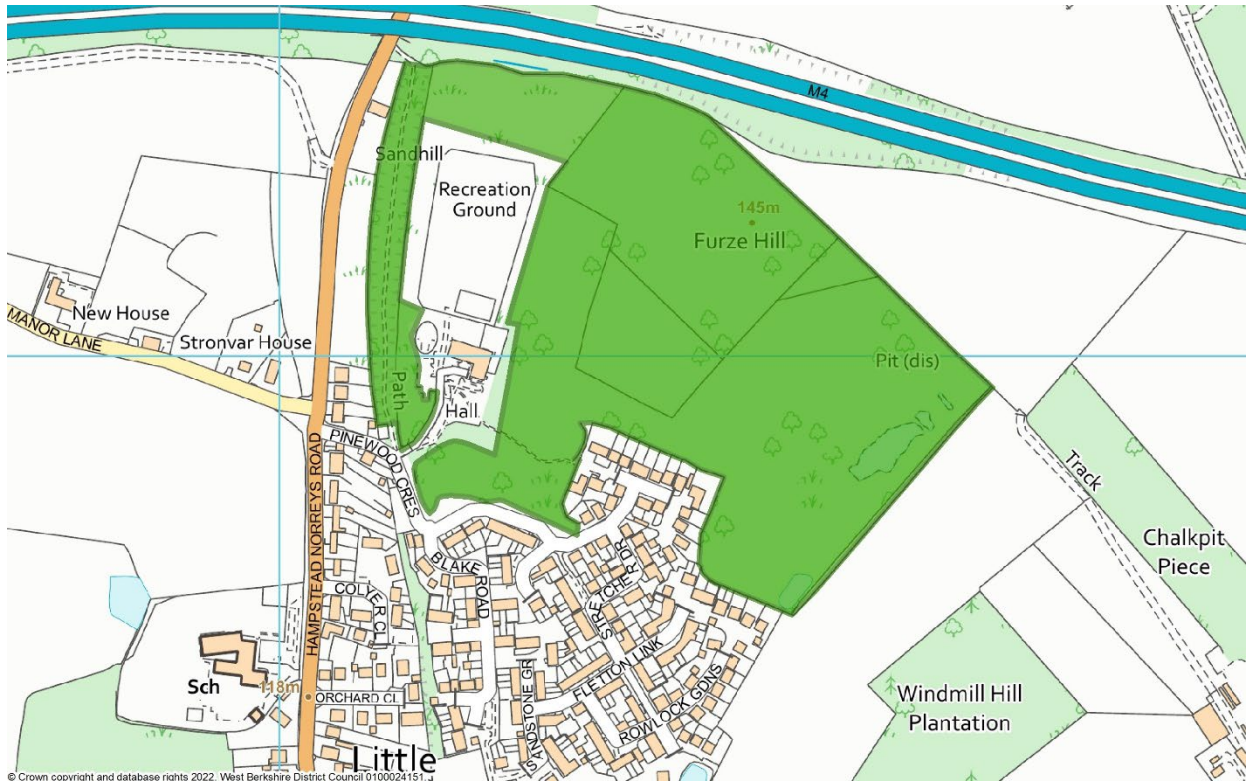 M4
Sandhill
Recreation
Ground
145m
Furze Hill
New House
MANOR LANE
Stronvar House
Pit (dis)
Path
Hall
PINEWOOD CRES
HAMPSTEAD NORREYS ROAD
Track
BLAKE ROAD
STRETCHER DR
Chalkpit
Piece
COLYER CL
FLETTON LINK
Sch
118m
ORCHARD CL
SANDSTONE GR
ROWLOCK GDNS
Windmill Hill
Plantation
Little
© Crown copyright and database rights 2022. West Berkshire District Council 0100024151.